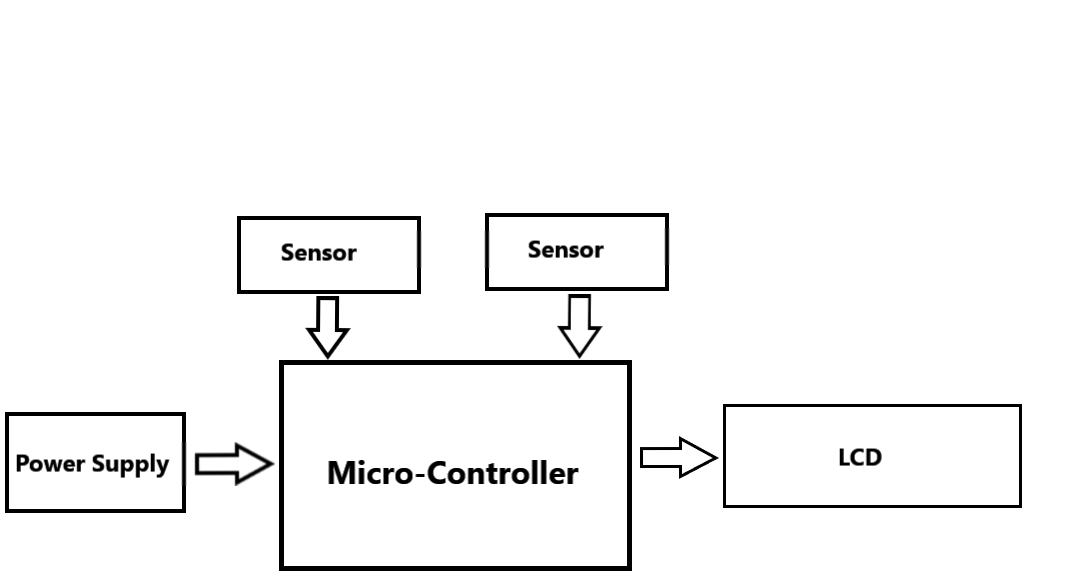 Sensor
Sensor
Power Supply
Micro-Controller
LCD